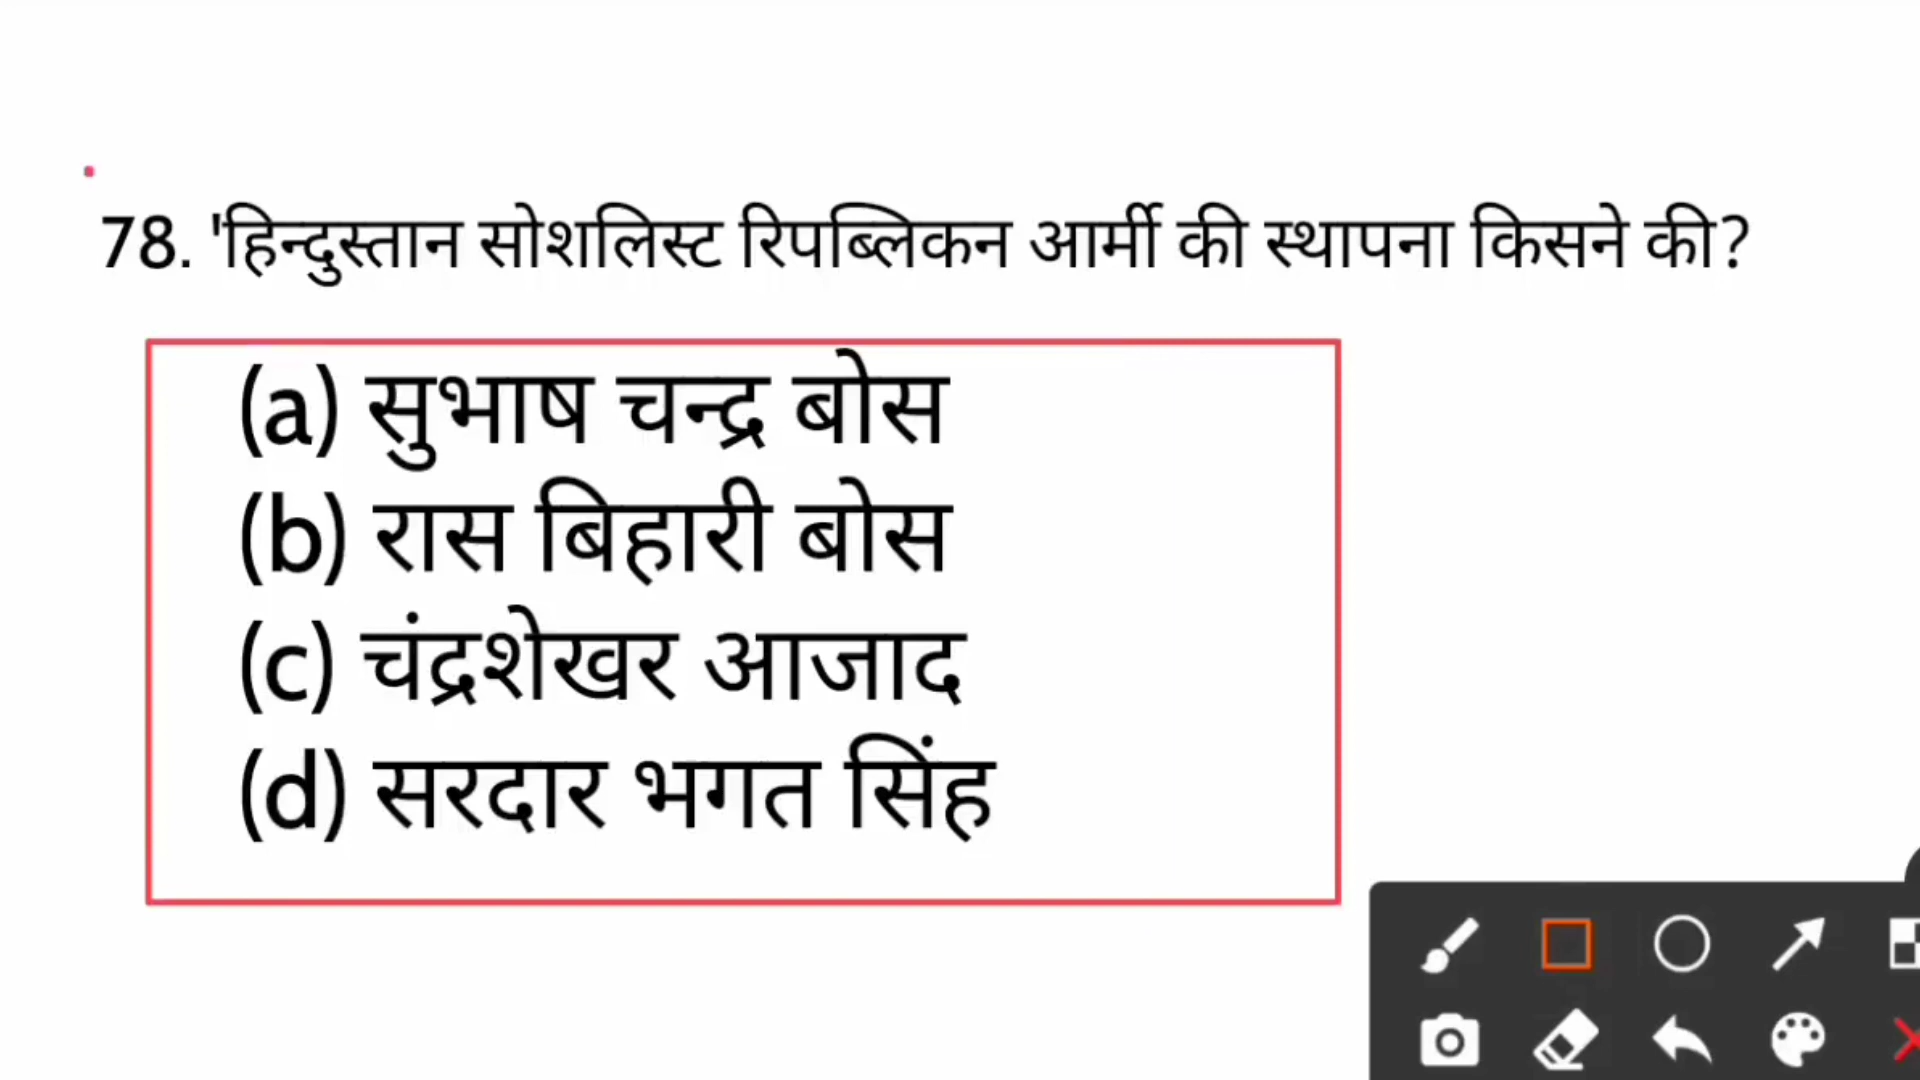 78. 'हिन्दुस्तान सोशलिस्ट रिपब्लिकन आर्मी की स्थापना किसने की?
(a) सुभाष चन्द्र बोस
(b) रास बिहारी बोस
(c) चंद्रशेखर आजाद
(d) सरदार भगत सिंह